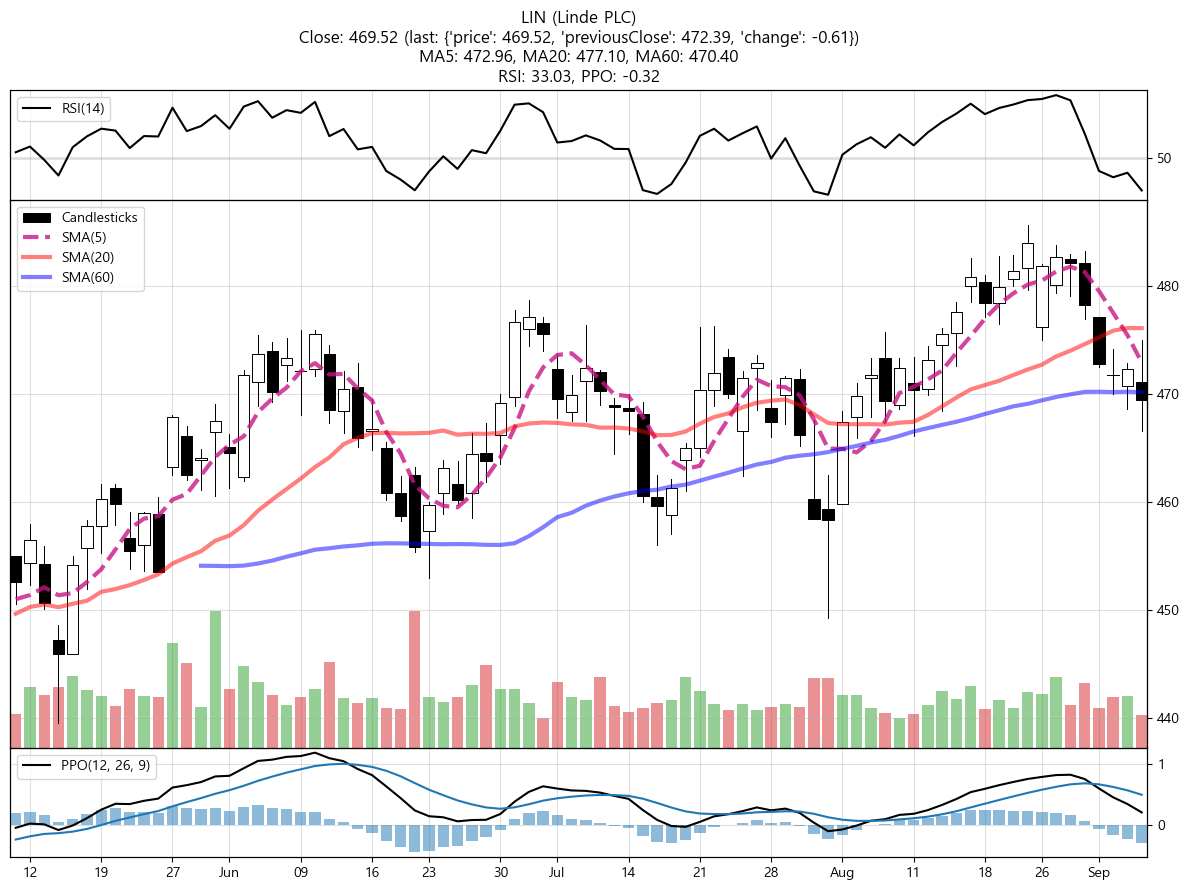 LIN (Linde PLC)
Close: 469.52 (last: {'price': 469.52, 'previousClose': 472.39, 'change': -0.61})
MA5: 472.96, MA20: 477.10, MA60: 470.40
RSI: 33.03, PPO: -0.32
RSI(14)
50
Candlesticks
SMA(5)
SMA(20)
SMA(60)
480
470
460
450
440
PPO(12, 26, 9)
1
0
12 19 27 Jun 09 16 23 30 Jul 14 21 28 Aug 11 18 26 Sep